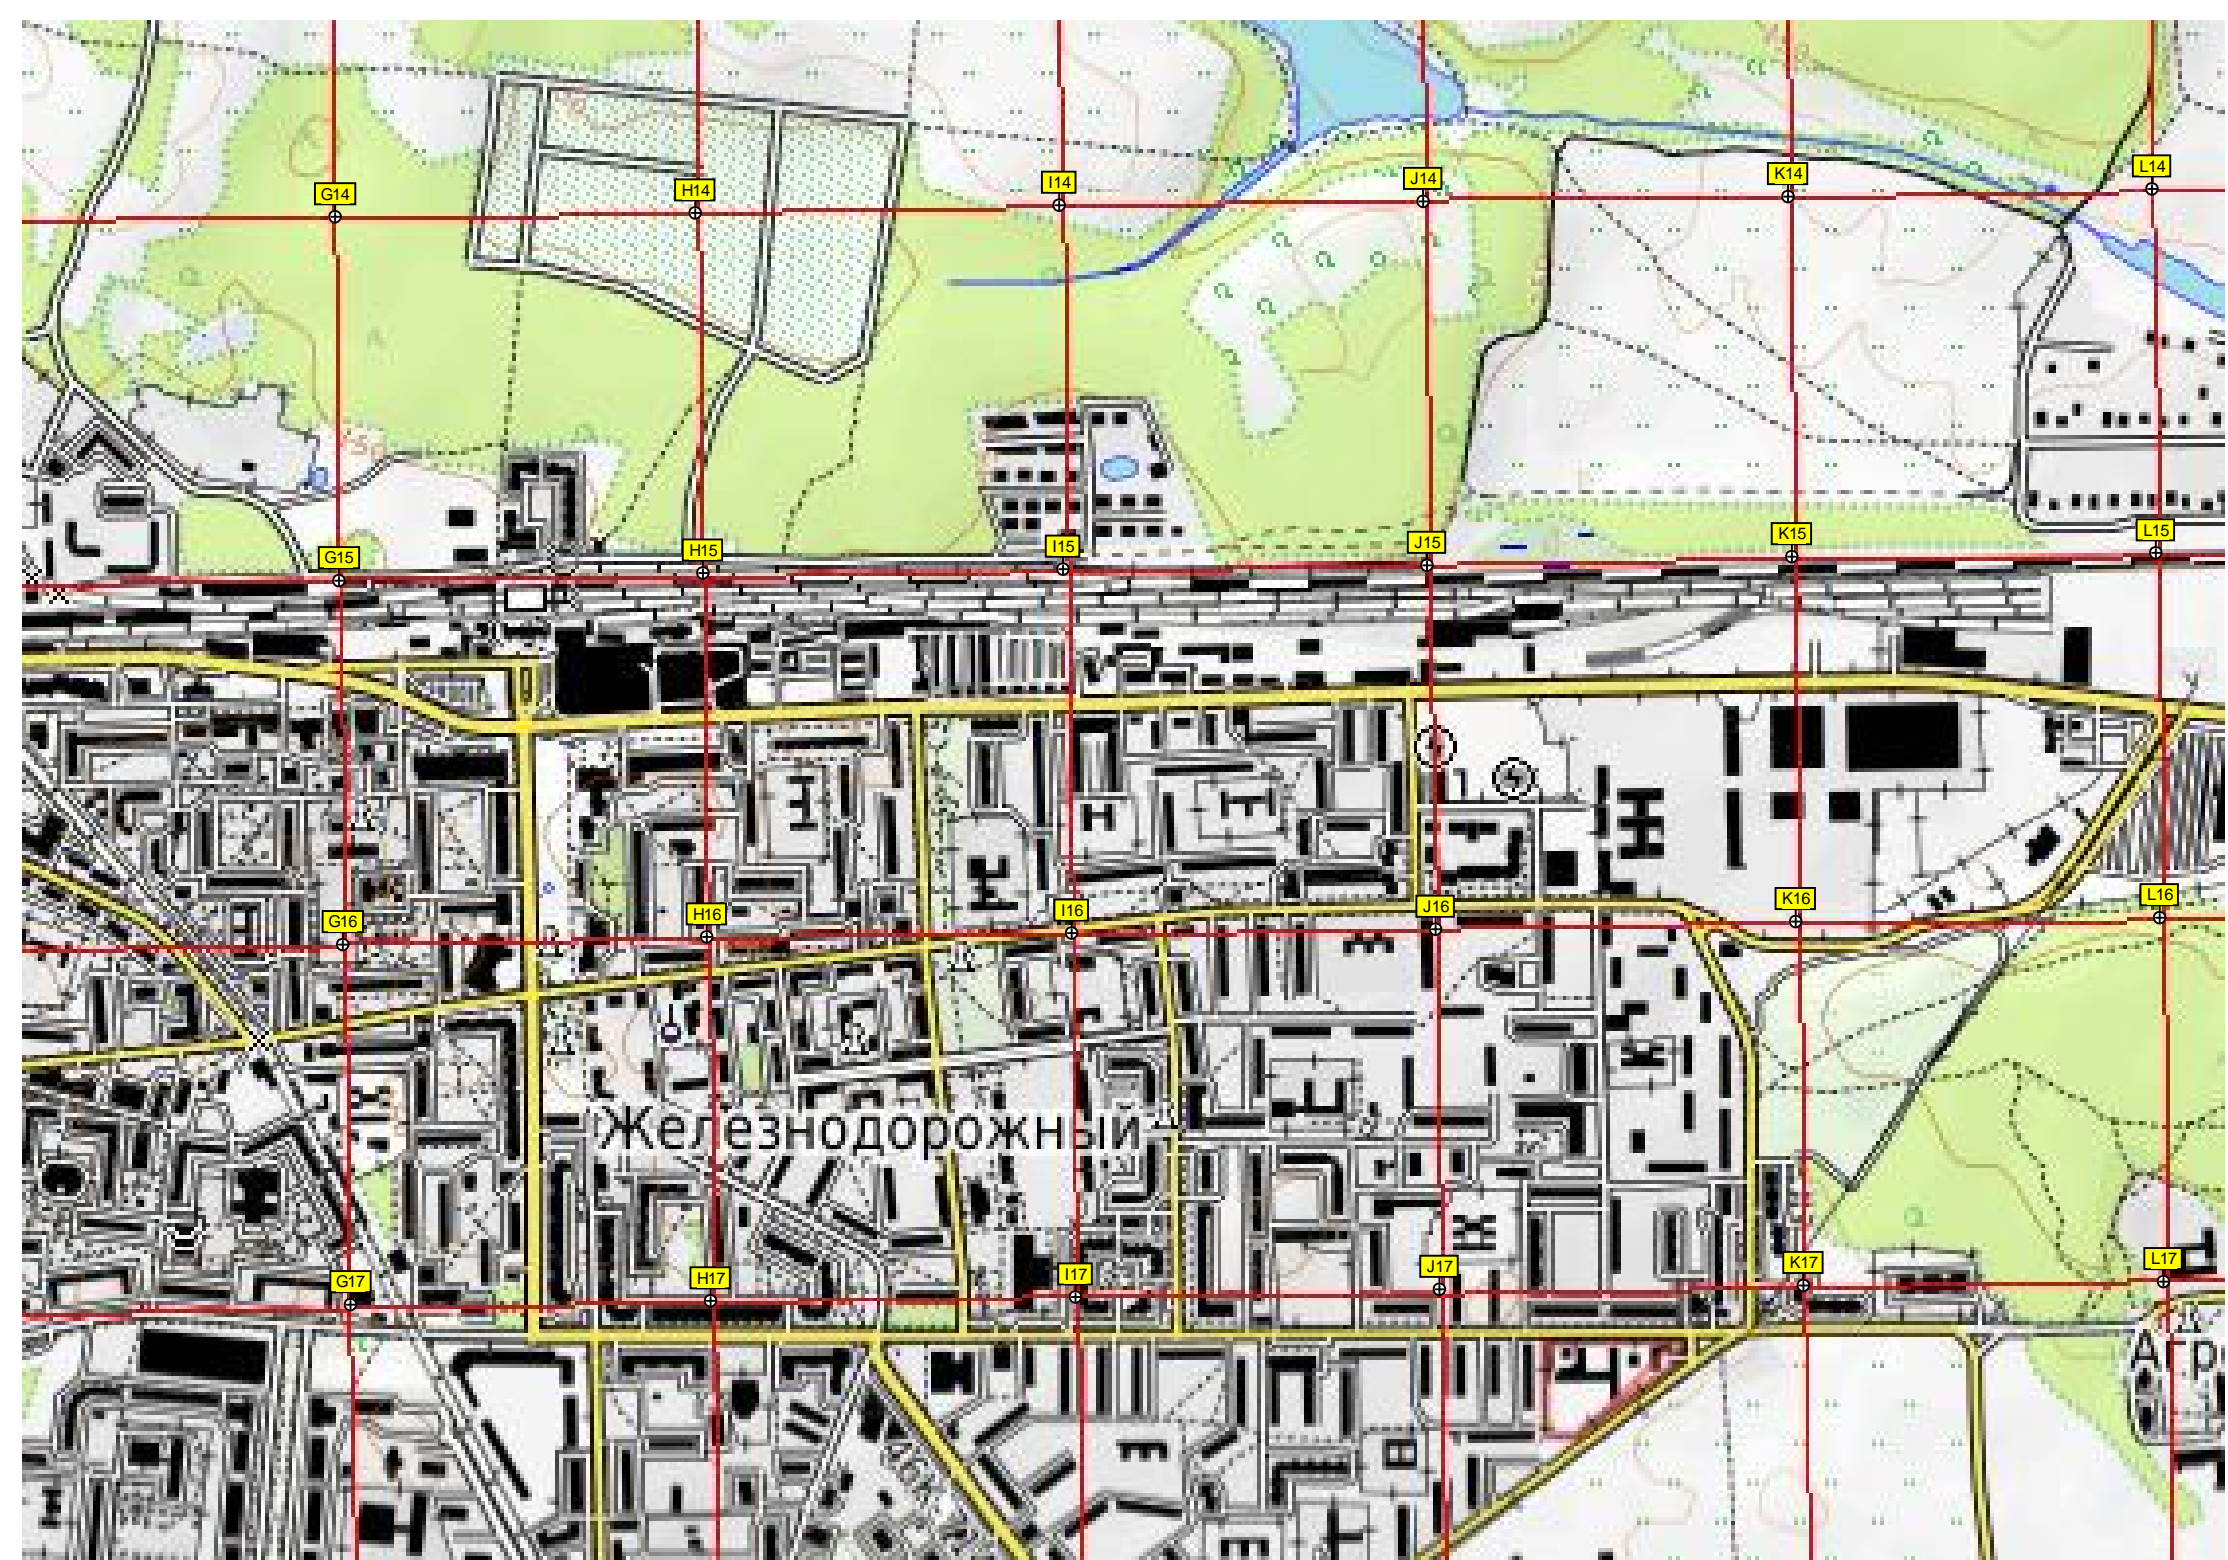 G14 H14 I14 J14 K14 L14
G15 H15 I15 J15 K15 L15
G16 H16 I16 J16 K16 L16
Железнодорожный
G17 H17 I17 J17 K17 L17